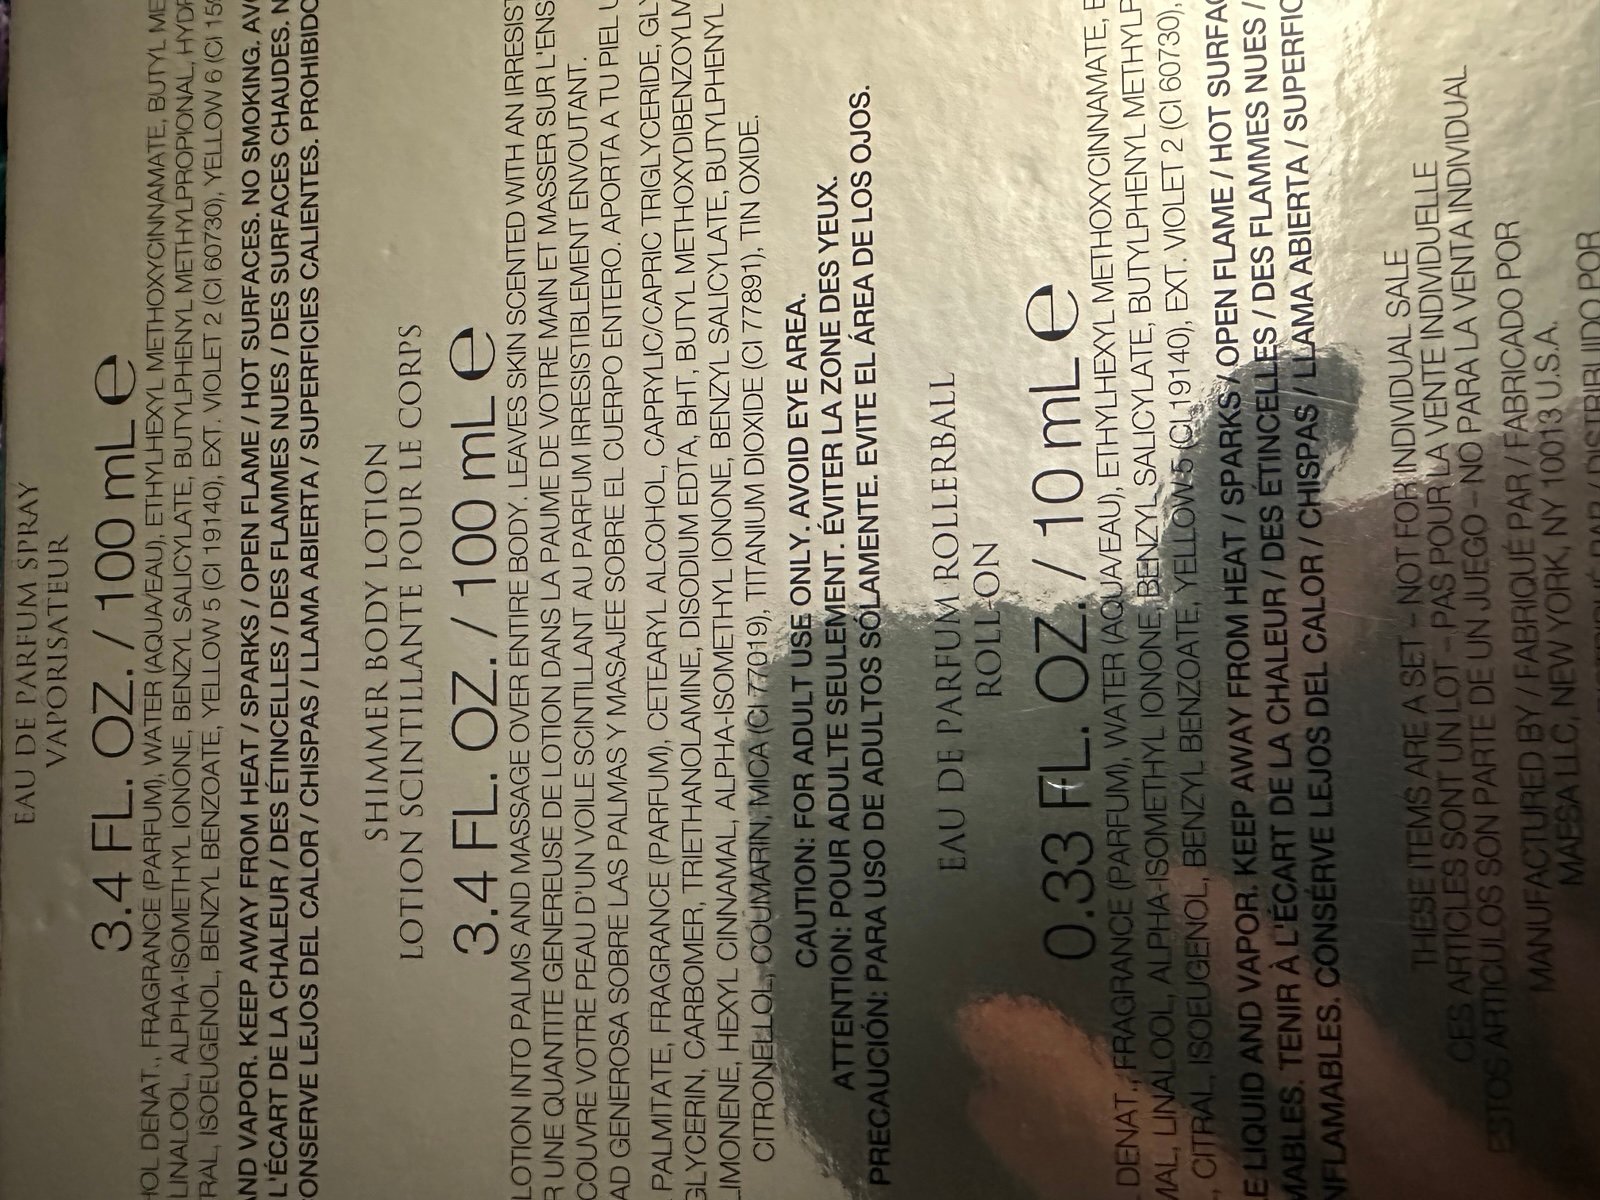 EAU DE PARFUM SPRAY
VAPORISATEUR
3.4 FL. OZ. / 100 mL e
DENAT., FRAGRANCE (PARFUM), WATER (AQUA/EAU), ETHYLHEXYL METHOXYCINNAMATE, BUTYL
LINALOOL, ALPHA-ISOMETHYL IONONE, BENZYL SALICYLATE, BUTYLPHENYL METHYLPROPIONAL,
ISOEUGENOL, BENZYL BENZOATE, YELLOW 5 (CI 19140), EXT. VIOLET 2 (CI 60730), YELLOW 6 (CI
AND VAPOR. KEEP AWAY FROM HEAT / SPARKS / OPEN FLAME / HOT SURFACES. NO SMOKING.
L'ÉCART DE LA CHALEUR / DES ÉTINCELLES / DES FLAMMES NUES / DES SURFACES CHAUDES.
LEJOS DEL CALOR / CHISPAS / LLAMA ABIERTA / SUPERFICIES CALIENTES.
SHIMMER BODY LOTION
LOTION SCINTILLANTE POUR LE CORPS
3.4 FL. OZ. / 100 mL e
LOTION INTO PALMS AND MASSAGE OVER ENTIRE BODY. LEAVES SKIN SCENTED WITH AN
UNE QUANTITE GENEREUSE DE LOTION DANS LA PAUME DE VOTRE MAIN ET MASSER SUR
COUVRE VOTRE PEAU D'UN VOILE SCINTILLANT AU PARFUM IRRESISTIBLEMENT ENVOUTANT.
GENEROSA SOBRE LAS PALMAS Y MASAJEE SOBRE EL CUERPO ENTERO. APORTA A TU PIEL
PALMITATE, FRAGRANCE (PARFUM), CETEARYL ALCOHOL, CAPRYLIC/CAPRIC TRIGLYCERIDE,
GLYCERIN, CARBOMER, TRIETHANOLAMINE, DISODIUM EDTA, BHT, BUTYL
LIMONENE, HEXYL CINNAMAL, ALPHA-ISOMETHYL IONONE, BENZYL SALICYLATE, BUTYLPHENYL
CITRONELLOL, COUMARIN, MICA (CI 77019), TITANIUM DIOXIDE (CI 77891), TIN OXIDE.
CAUTION: FOR ADULT USE ONLY. AVOID EYE AREA.
ATTENTION: POUR ADULTE SEULEMENT. ÉVITER LA ZONE DES YEUX.
PRECAUCIÓN: PARA USO DE ADULTOS SÓLAMENTE. EVITE EL ÁREA DE LOS OJOS.
EAU DE PARFUM ROLLERBALL
ROLL-ON
0.33 FL. OZ. / 10 mL e
DENAT., FRAGRANCE (PARFUM), WATER (AQUA/EAU), ETHYLHEXYL METHOXYCINNAMATE,
LINALOOL, ALPHA-ISOMETHYL IONONE, BENZYL SALICYLATE, BUTYLPHENYL
CITRAL, ISOEUGENOL, BENZYL BENZOATE, YELLOW 5 (CI 19140), EXT. VIOLET 2 (CI 60730),
LIQUID AND VAPOR. KEEP AWAY FROM HEAT / SPARKS / OPEN FLAME / HOT
TENIR À L'ÉCART DE LA CHALEUR / DES ÉTINCELLES / DES FLAMMES NUES /
CONSÉRVE LEJOS DEL CALOR / CHISPAS / LLAMA ABIERTA /
THESE ITEMS ARE A SET – NOT FOR INDIVIDUAL SALE
CES ARTICLES SONT UN LOT – PAS POUR LA VENTE INDIVIDUELLE
ESTOS ARTICULOS SON PARTE DE UN JUEGO – NO PARA LA VENTA INDIVIDUAL
MANUFACTURED BY / FABRIQUÉ PAR / FABRICADO POR
MAESA LLC, NEW YORK, NY 10013 U.S.A.
PAR / DISTRIBUIDO POR